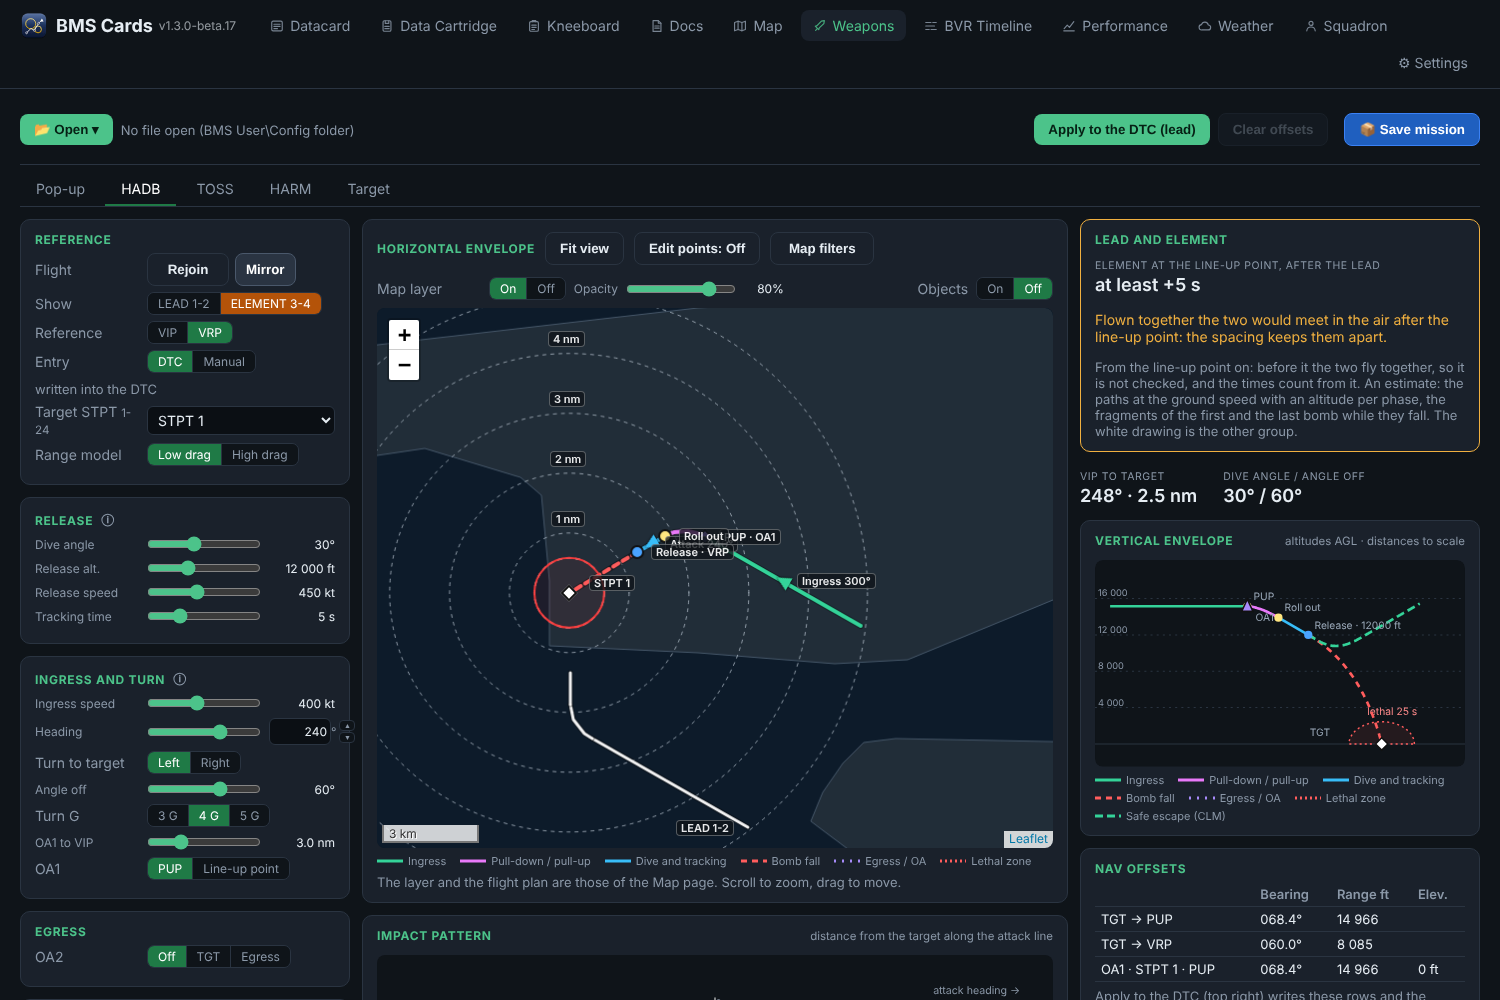 BMS Cards v1.3.0-beta.17
Datacard
Data Cartridge
Kneeboard
Docs
Map
Weapons
BVR Timeline
Performance
Weather
Squadron
⚙ Settings
📂 Open ▾
No file open (BMS User\Config folder)
Apply to the DTC (lead)
Clear offsets
📦 Save mission
Pop-up
HADB
TOSS
HARM
Target
REFERENCE
Flight Rejoin Mirror
Show LEAD 1-2 ELEMENT 3-4
Reference VIP VRP
Entry DTC Manual
written into the DTC
Target STPT 1-
24
STPT 1
Range model Low drag High drag
RELEASE ⓘ
Dive angle 30°
Release alt. 12 000 ft
Release speed 450 kt
Tracking time 5 s
INGRESS AND TURN ⓘ
Ingress speed 400 kt
Heading 240 °
Turn to target Left Right
Angle off 60°
Turn G 3 G 4 G 5 G
OA1 to VIP 3.0 nm
OA1 PUP Line-up point
EGRESS
OA2 Off TGT Egress
HORIZONTAL ENVELOPE Fit view Edit points: Off Map filters
Map layer On Off Opacity 80% Objects On Off
+
−
4 nm
3 nm
2 nm
1 nm
Roll out
PUP · OA1
Release · VRP
STPT 1
Ingress 300°
LEAD 1-2
3 km
Leaflet
Ingress Pull-down / pull-up Dive and tracking Bomb fall Egress / OA Lethal zone
The layer and the flight plan are those of the Map page. Scroll to zoom, drag to move.
IMPACT PATTERN distance from the target along the attack line
attack heading →
LEAD AND ELEMENT
ELEMENT AT THE LINE-UP POINT, AFTER THE LEAD
at least +5 s
Flown together the two would meet in the air after the
line-up point: the spacing keeps them apart.
From the line-up point on: before it the two fly together, so it
is not checked, and the times count from it. An estimate: the
paths at the ground speed with an altitude per phase, the
fragments of the first and the last bomb while they fall. The
white drawing is the other group.
VIP TO TARGET DIVE ANGLE / ANGLE OFF
248° · 2.5 nm 30° / 60°
VERTICAL ENVELOPE altitudes AGL · distances to scale
16 000
12 000
8 000
4 000
PUP
OA1
Roll out
Release · 12000 ft
lethal 25 s
TGT
Ingress Pull-down / pull-up Dive and tracking
Bomb fall Egress / OA Lethal zone
Safe escape (CLM)
NAV OFFSETS
Bearing Range ft Elev.
TGT → PUP 068.4° 14 966
TGT → VRP 060.0° 8 085
OA1 · STPT 1 · PUP 068.4° 14 966 0 ft
Apply to the DTC (top right) writes these rows and the